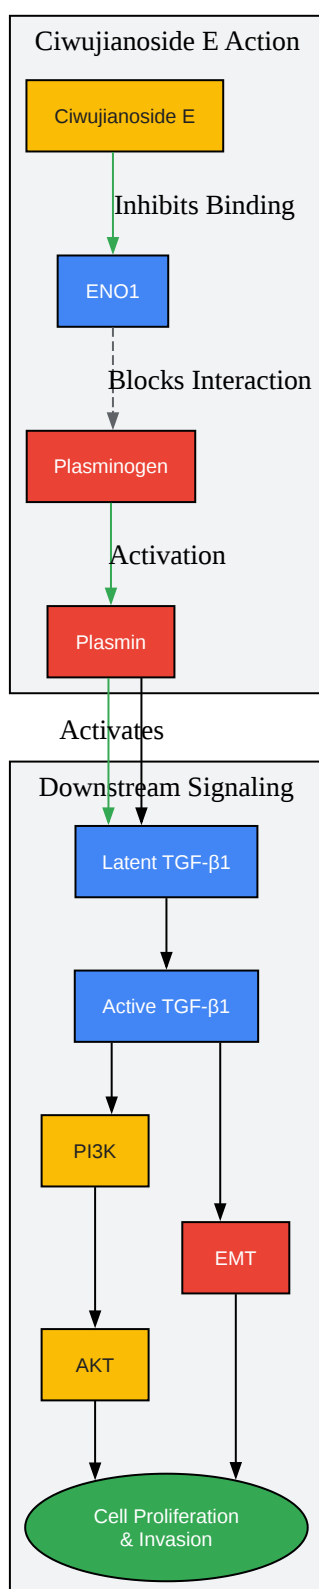 Ciwujianoside E Action
Ciwujianoside E
Inhibits Binding
ENO1
Blocks Interaction
Plasminogen
Activation
Plasmin
Activates
Downstream Signaling
Latent TGF-β1
Active TGF-β1
PI3K
EMT
AKT
Cell Proliferation
& Invasion